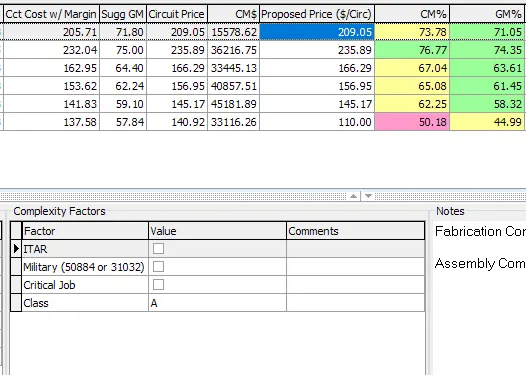 Cct Cost w/ Margin Sugg GM Circuit Price CM$ Proposed Price ($/Circ) CM% GM%
205.71 71.80 209.05 15578.62 209.05 73.78 71.05
232.04 75.00 235.89 36216.75 235.89 76.77 74.35
162.95 64.40 166.29 33445.13 166.29 67.04 63.61
153.62 62.24 156.95 40857.51 156.95 65.08 61.45
141.83 59.10 145.17 45181.89 145.17 62.25 58.32
137.58 57.84 140.92 33116.26 110.00 50.18 44.99
Complexity Factors Notes
Factor Value Comments
ITAR
Military (50884 or 31032)
Critical Job
Class A
Fabrication Cor
Assembly Com